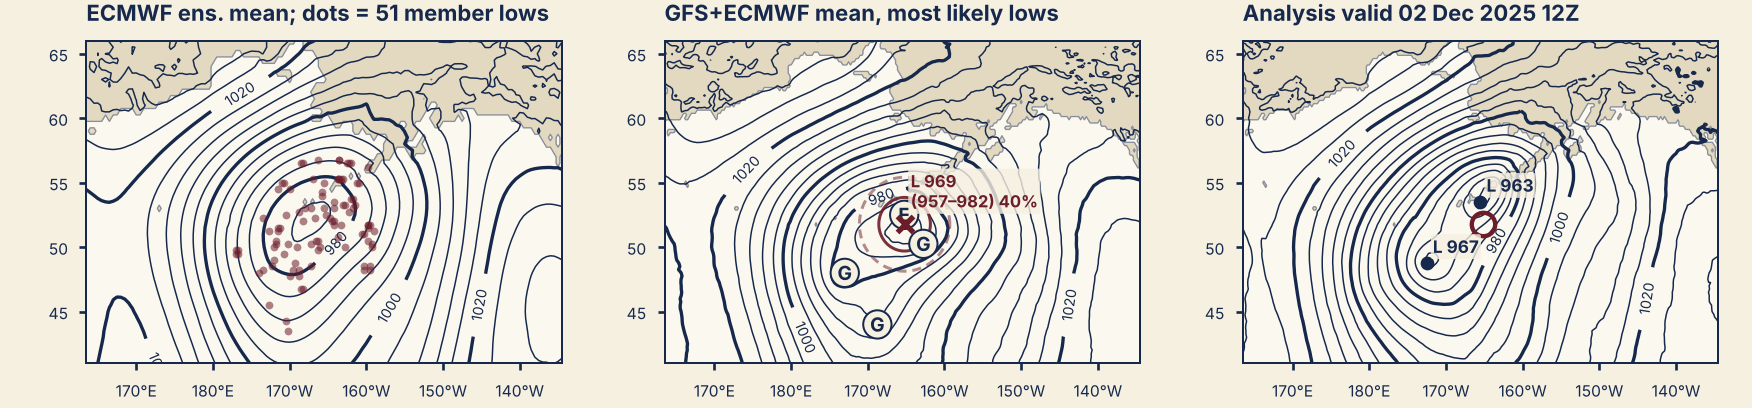 ECMWF ens. mean; dots = 51 member lows
65
60
55
50
45
1020
980
1000
1020
10
170°E
180°E
170°W
160°W
150°W
140°W
GFS+ECMWF mean, most likely lows
65
60
55
50
45
1020
980
L 969
(957–982) 40%
E
G
G
G
1000
1020
170°E
180°E
170°W
160°W
150°W
140°W
Analysis valid 02 Dec 2025 12Z
65
60
55
50
45
1020
L 963
L 967
980
1000
1020
170°E
180°E
170°W
160°W
150°W
140°W